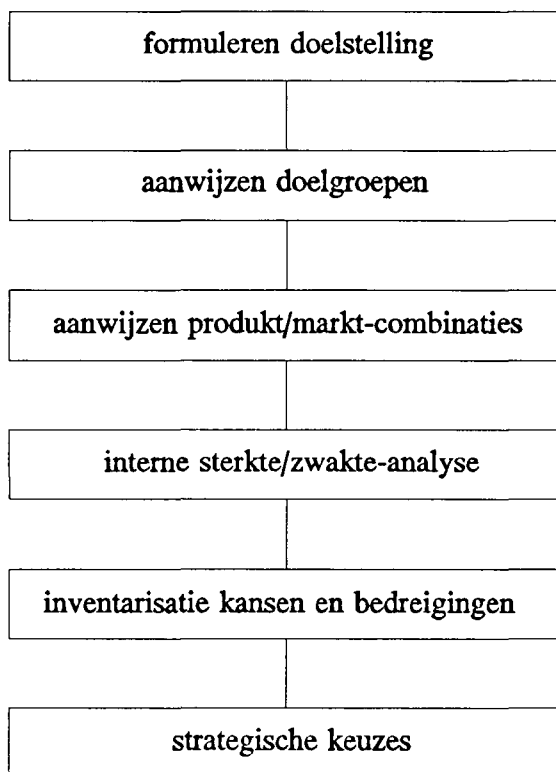 formuleren doelstelling
aanwijzen doelgroepen
aanwijzen produkt/markt-combinaties
interne sterkte/zwakte-analyse
inventarisatie kansen en bedreigingen
strategische keuzes